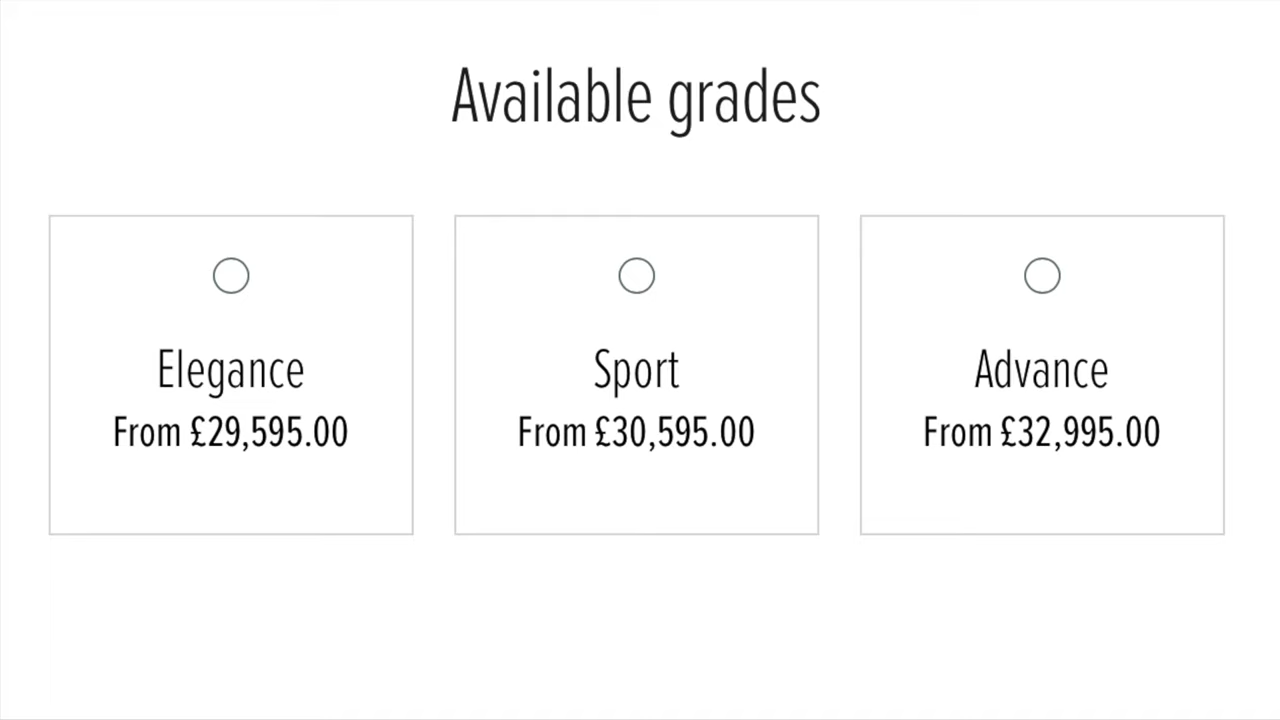 Available grades
Elegance
From £29,595.00
Sport
From £30,595.00
Advance
From £32,995.00